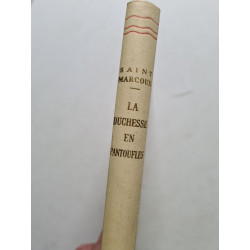 SAINT
MARCOUX
LA
DUCHESSE
EN
PANTOUFLES